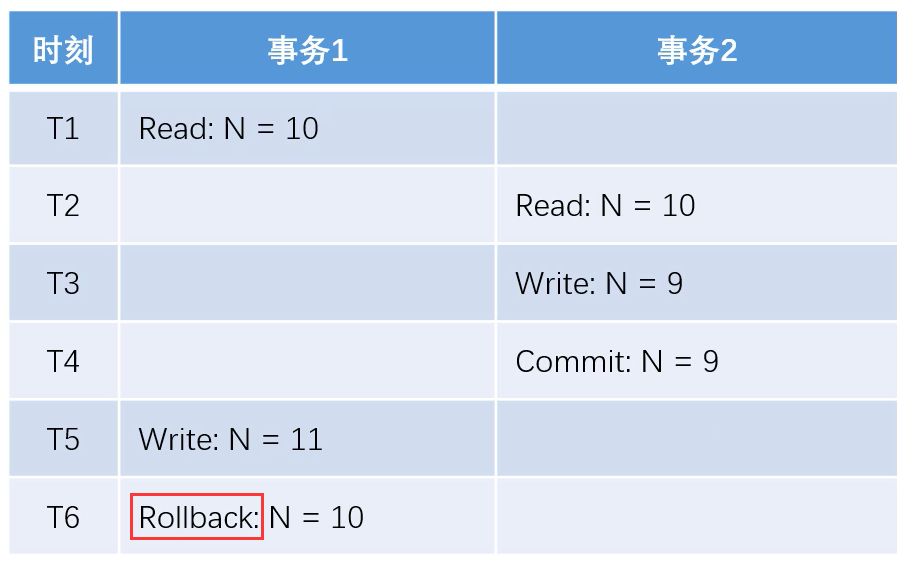 时刻 事务1 事务2
T1 Read: N = 10
T2 Read: N = 10
T3 Write: N = 9
T4 Commit: N = 9
T5 Write: N = 11
T6 Rollback: N = 10